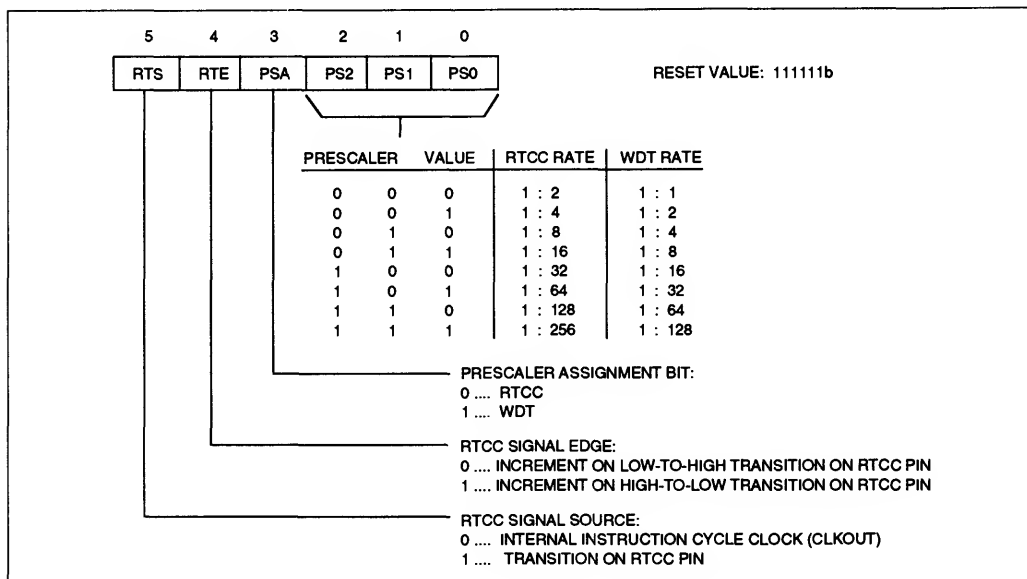 5 4 3 2 1 0
RTS RTE PSA PS2 PS1 PS0
RESET VALUE: 111111b
PRESCALER VALUE RTCC RATE WDT RATE
0 0 0 1 : 2 1 : 1
0 0 1 1 : 4 1 : 2
0 1 0 1 : 8 1 : 4
0 1 1 1 : 16 1 : 8
1 0 0 1 : 32 1 : 16
1 0 1 1 : 64 1 : 32
1 1 0 1 : 128 1 : 64
1 1 1 1 : 256 1 : 128
PRESCALER ASSIGNMENT BIT:
0 .... RTCC
1 .... WDT
RTCC SIGNAL EDGE:
0 .... INCREMENT ON LOW-TO-HIGH TRANSITION ON RTCC PIN
1 .... INCREMENT ON HIGH-TO-LOW TRANSITION ON RTCC PIN
RTCC SIGNAL SOURCE:
0 .... INTERNAL INSTRUCTION CYCLE CLOCK (CLKOUT)
1 .... TRANSITION ON RTCC PIN